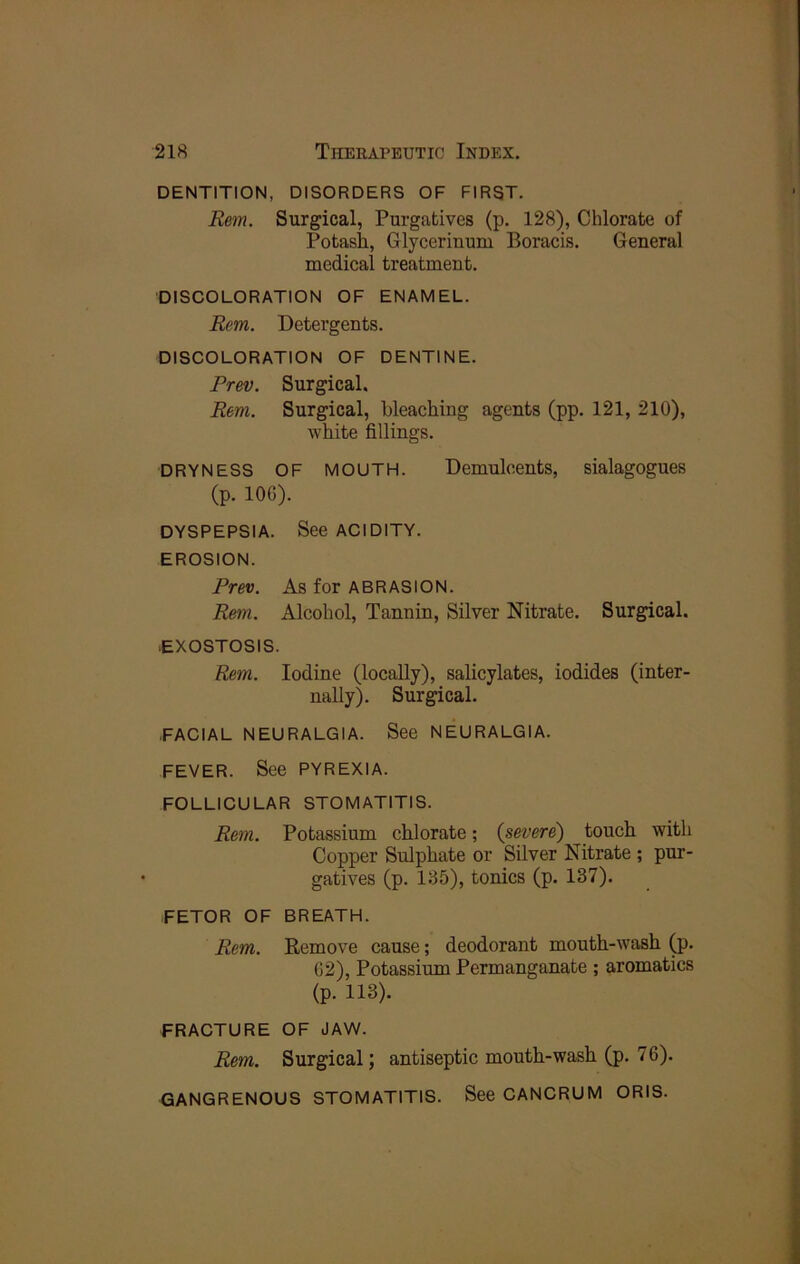 218 Therapeutic Index.
DENTITION, DISORDERS OF FIRST.
Rem. Surgical, Purgatives (p. 128), Chlorate of
Potash, Glycerinum Boracis. General
medical treatment.
DISCOLORATION OF ENAMEL.
Rem. Detergents.
DISCOLORATION OF DENTINE.
Prev. Surgical.
Rem. Surgical, bleaching agents (pp. 121, 210),
white fillings.
DRYNESS OF MOUTH. Demulcents, sialagogues
(p. 106).
DYSPEPSIA. See ACIDITY.
EROSION.
Prev. As for ABRASION.
Rem. Alcohol, Tannin, Silver Nitrate. Surgical.
EXOSTOSIS.
Rem. Iodine (locally), salicylates, iodides (inter-
nally). Surgical.
FACIAL NEURALGIA. See NEURALGIA.
FEVER. See PYREXIA.
FOLLICULAR STOMATITIS.
Rem. Potassium chlorate; (severe) touch with
Copper Sulphate or Silver Nitrate; pur-
gatives (p. 135), tonics (p. 137).
FETOR OF BREATH.
Rem. Remove cause; deodorant mouth-wash (p.
62), Potassium Permanganate; aromatics
(p. 113).
FRACTURE OF JAW.
Rem. Surgical; antiseptic mouth-wash (p. 76).
GANGRENOUS STOMATITIS. See CANCRUM ORIS.